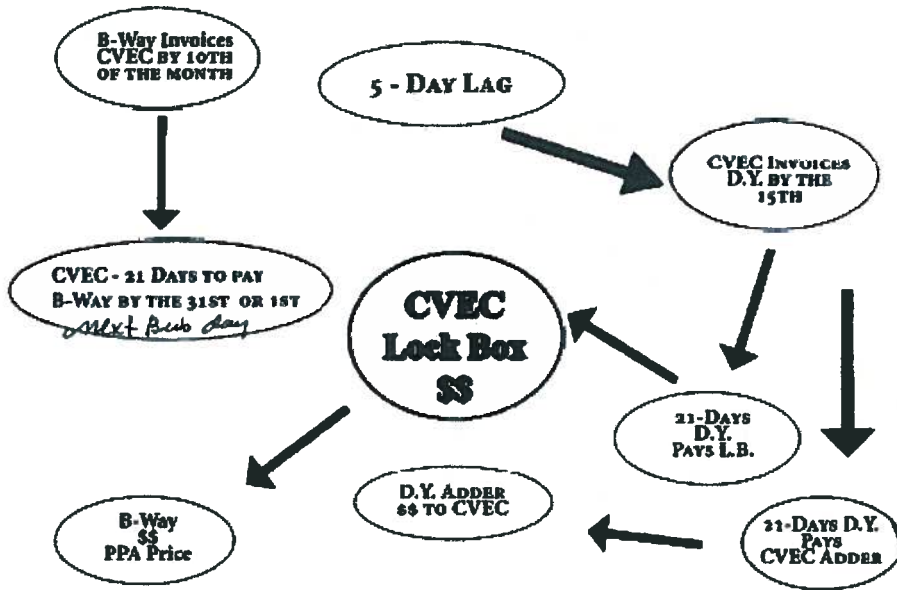 B-Way Invoices
CVEC BY 10TH
OF THE MONTH
5 - DAY LAG
CVEC INVOICES
D.Y. BY THE
15TH
CVEC - 21 DAYS TO PAY
B-WAY BY THE 31ST OR 1ST
Next Bus day
CVEC
Lock Box
$$
21-DAYS
D.Y.
PAYS L.B.
D.Y. ADDER
$$ TO CVEC
B-Way
$$
PPA Price
21-DAYS D.Y.
PAYS
CVEC ADDER